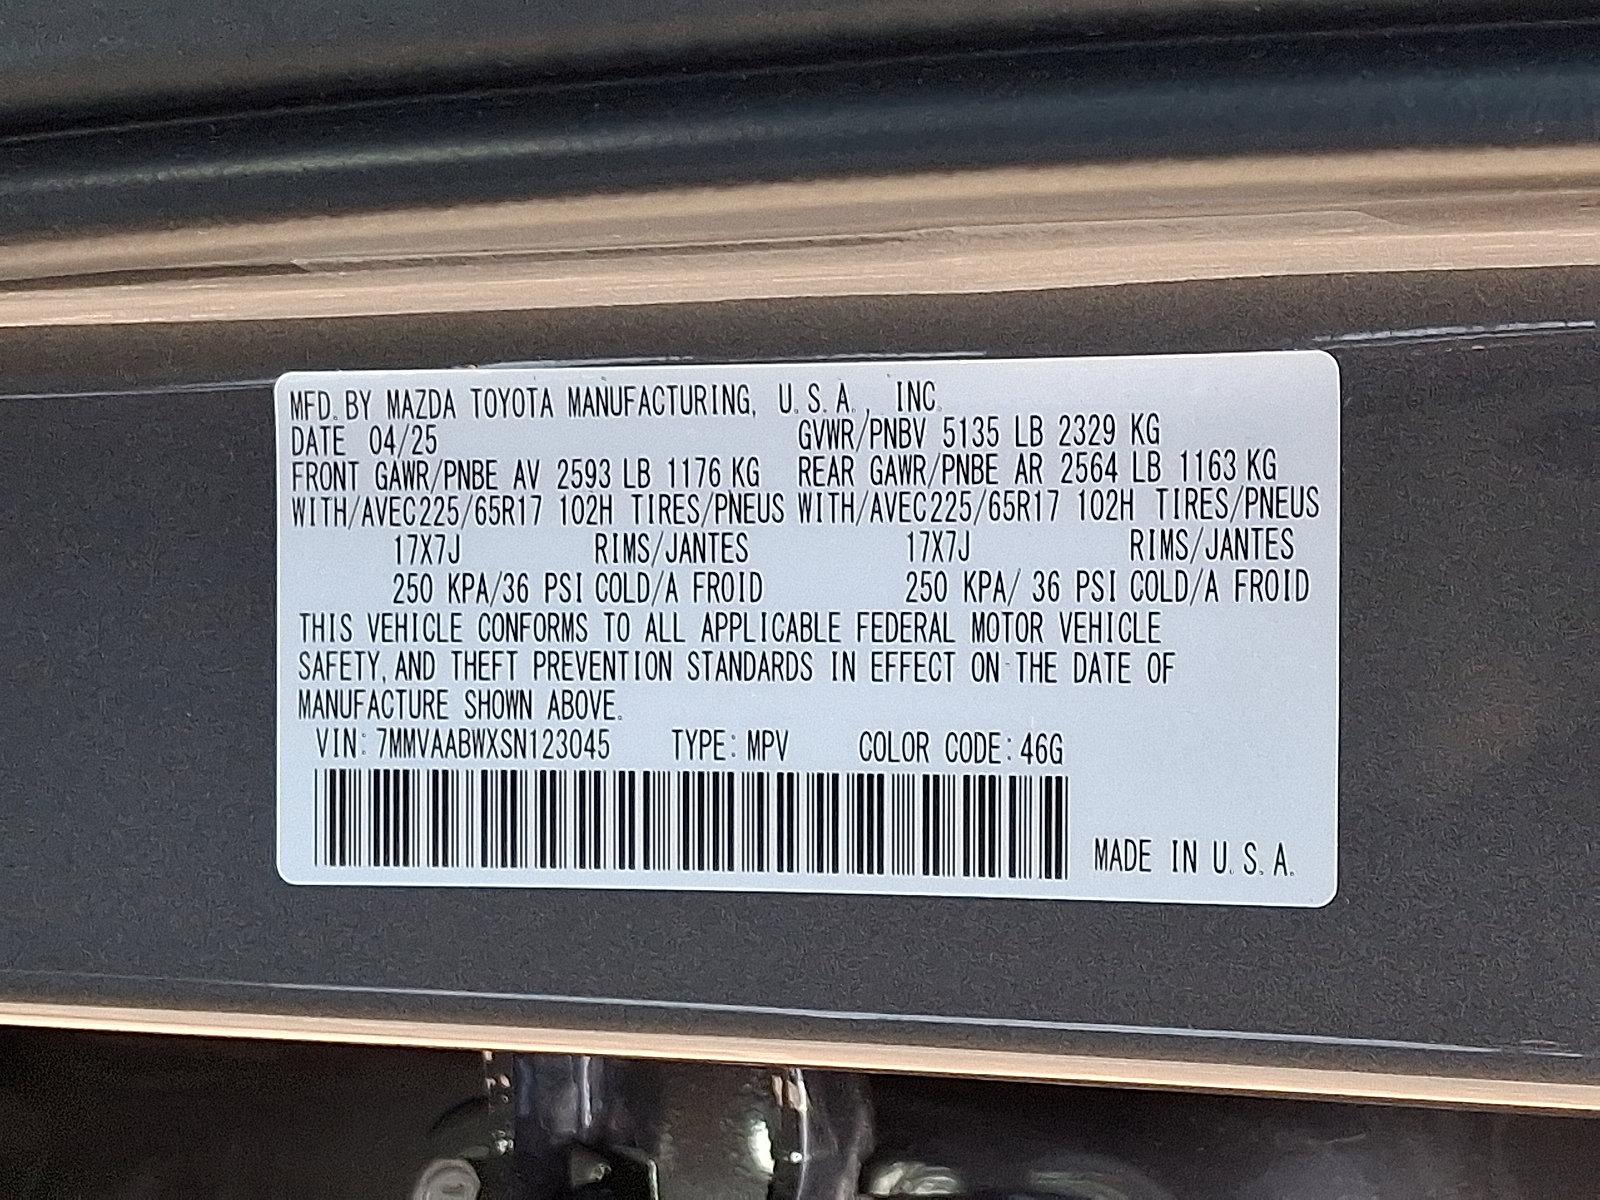 MFD. BY MAZDA TOYOTA MANUFACTURING, U.S.A., INC.
DATE 04/25 GVWR/PNBV 5135 LB 2329 KG
FRONT GAWR/PNBE AV 2593 LB 1176 KG REAR GAWR/PNBE AR 2564 LB 1163 KG
WITH/AVEC225/65R17 102H TIRES/PNEUS WITH/AVEC225/65R17 102H TIRES/PNEUS
17X7J RIMS/JANTES 17X7J RIMS/JANTES
250 KPA/36 PSI COLD/A FROID 250 KPA/ 36 PSI COLD/A FROID
THIS VEHICLE CONFORMS TO ALL APPLICABLE FEDERAL MOTOR VEHICLE
SAFETY, AND THEFT PREVENTION STANDARDS IN EFFECT ON THE DATE OF
MANUFACTURE SHOWN ABOVE.
VIN: 7MMVAABWXSN123045 TYPE: MPV COLOR CODE: 46G
MADE IN U.S.A.